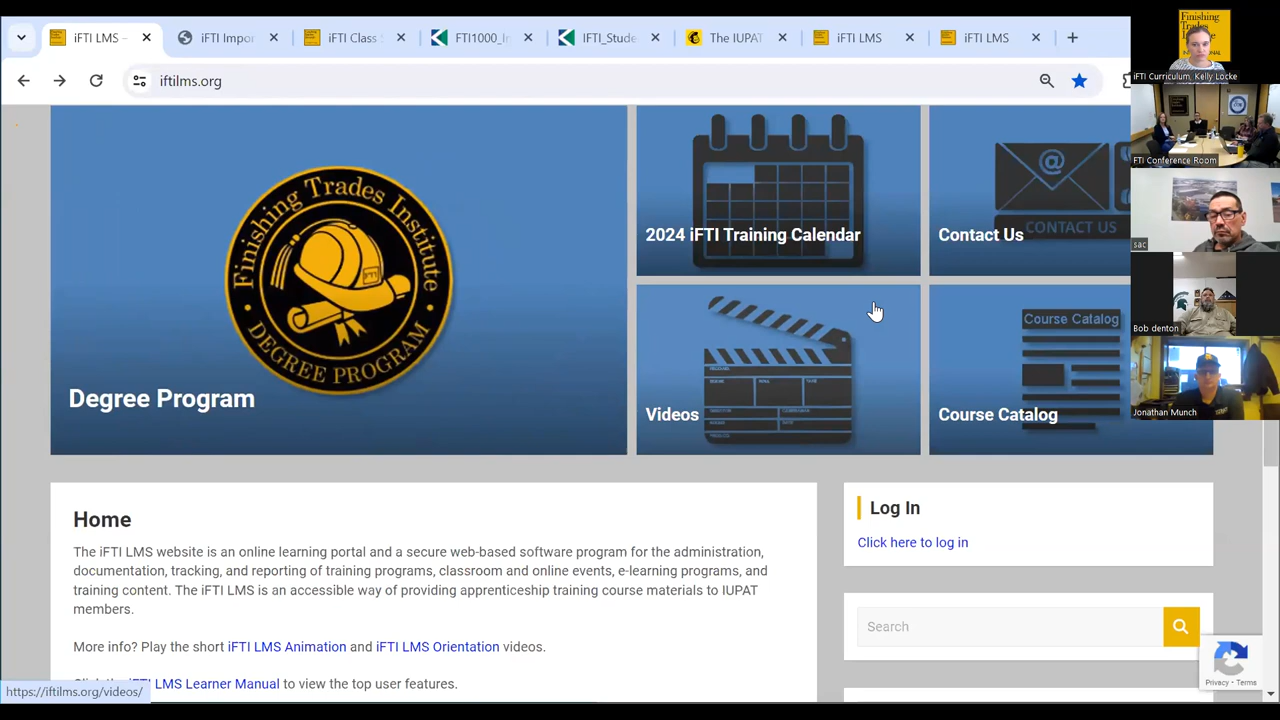 iFTI LMS –
iFTI Impor
iFTI Class
FTI1000_I
IFTI_Stude
The IUPAT
iFTI LMS
iFTI LMS
iftilms.org
Finishing Trades Institute
DEGREE PROGRAM
iFTI
Degree Program
2024 iFTI Training Calendar
@
CONTACT US
Contact Us
Videos
Course Catalog
Course Catalog
Home
The iFTI LMS website is an online learning portal and a secure web-based software program for the administration,
documentation, tracking, and reporting of training programs, classroom and online events, e-learning programs, and
training content. The iFTI LMS is an accessible way of providing apprenticeship training course materials to IUPAT
members.
More info? Play the short iFTI LMS Animation and iFTI LMS Orientation videos.
LMS Learner Manual to view the top user features.
Log In
Click here to log in
Search
Privacy • Terms
https://iftilms.org/videos/
Finishing
Trades
iFTI Curriculum, Kelly Locke
FTI Conference Room
sac
Bob denton
Jonathan Munch